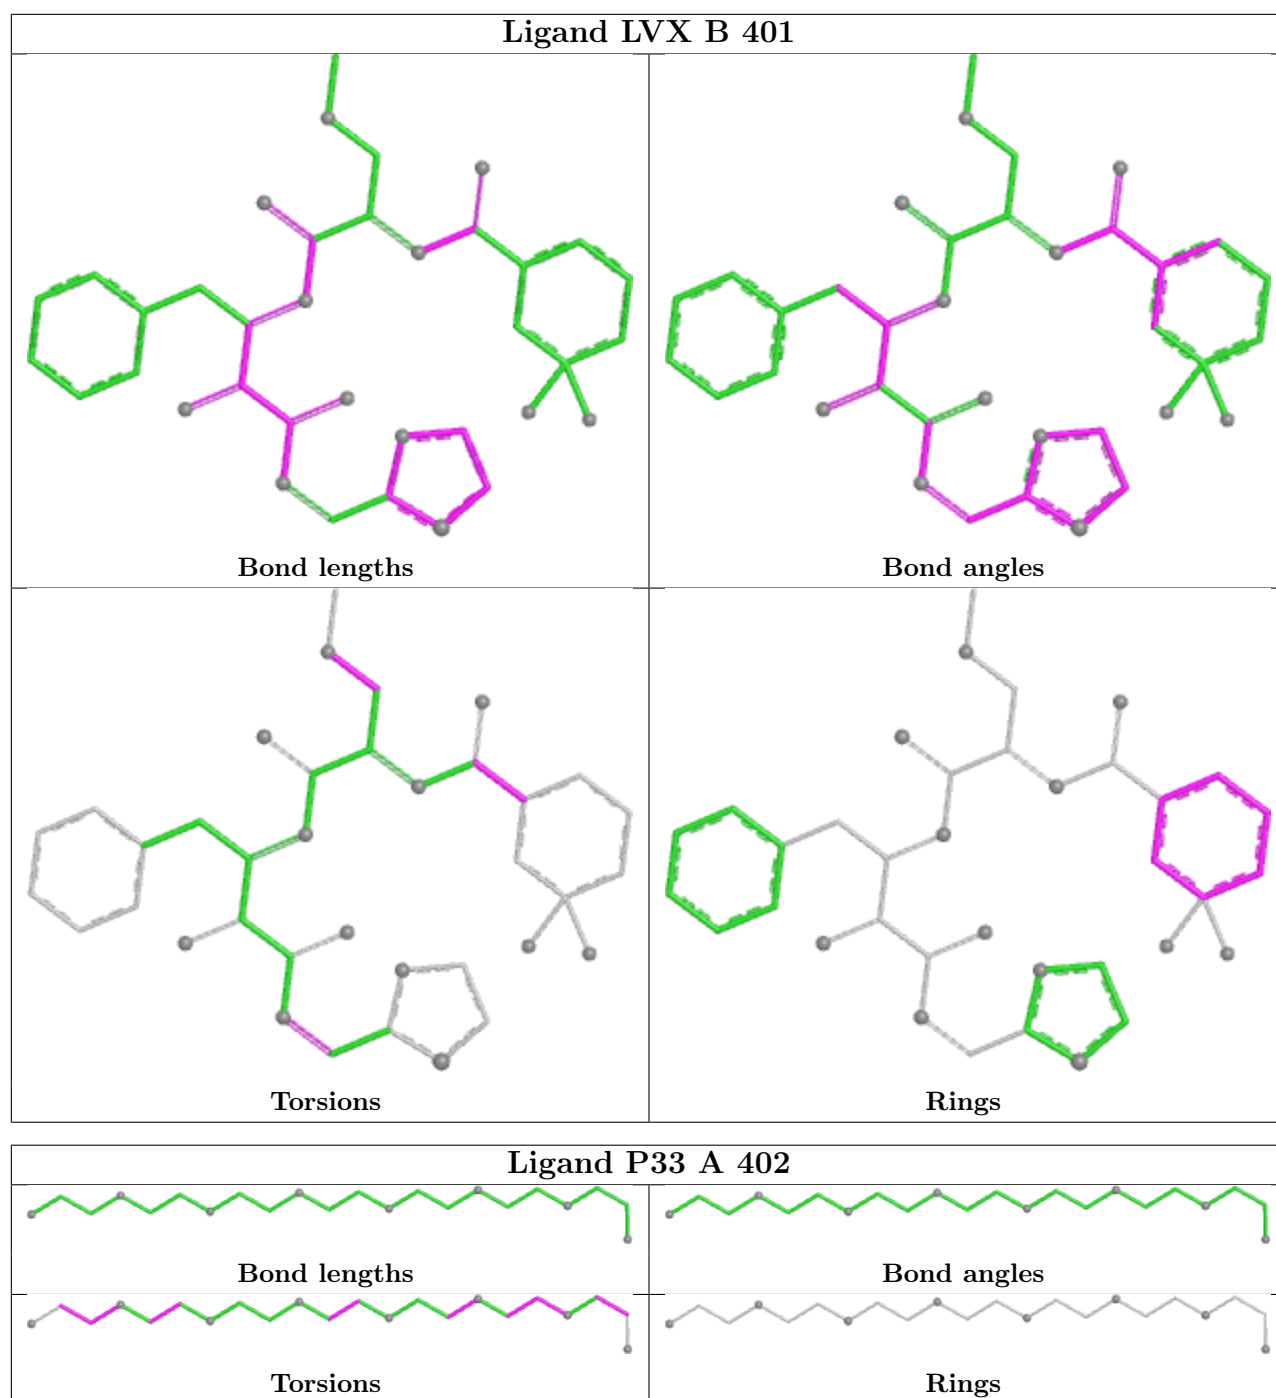 Ligand LVX B 401
Bond lengths
Bond angles
Torsions
Rings
Ligand P33 A 402
Bond lengths
Bond angles
Torsions
Rings